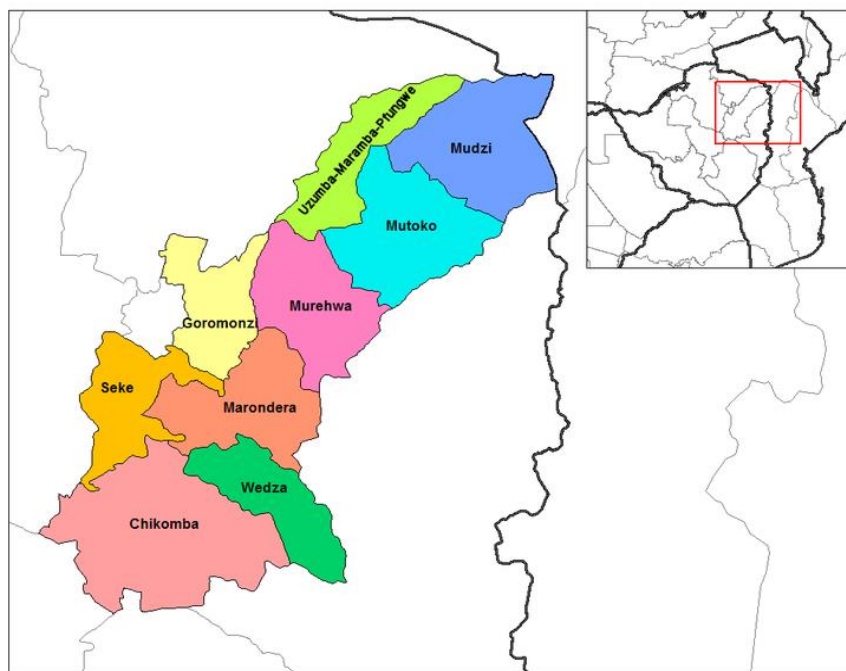 Uzumba-Maramba-Pfungwe
Mudzi
Mutoko
Murehwa
Goromonzi
Seke
Marondera
Wedza
Chikomba